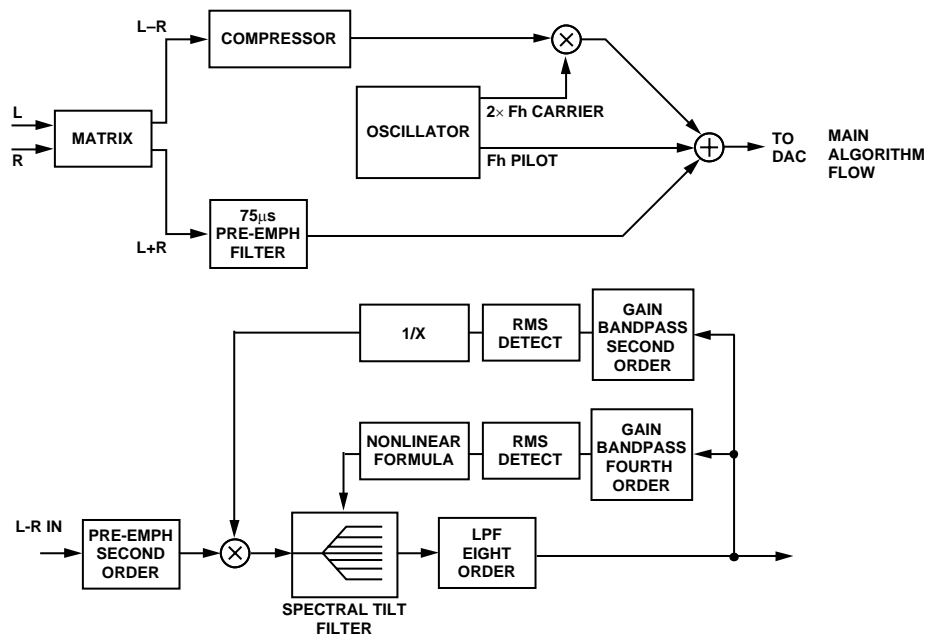 L–R
COMPRESSOR
×
L
R
MATRIX
OSCILLATOR
2× Fh CARRIER
Fh PILOT
+
TO
DAC
MAIN
ALGORITHM
FLOW
L+R
75μs
PRE-EMPH
FILTER
1/X
RMS
DETECT
GAIN
BANDPASS
SECOND
ORDER
NONLINEAR
FORMULA
RMS
DETECT
GAIN
BANDPASS
FOURTH
ORDER
L-R IN
PRE-EMPH
SECOND
ORDER
×
SPECTRAL TILT
FILTER
LPF
EIGHT
ORDER